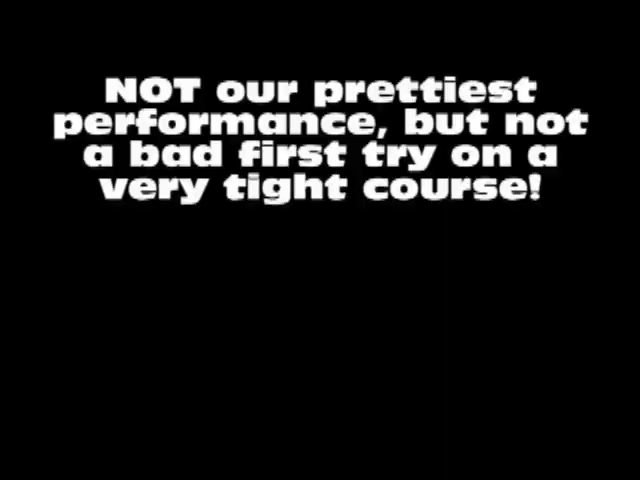 NOT our prettiest
performance, but not
a bad first try on a
very tight course!